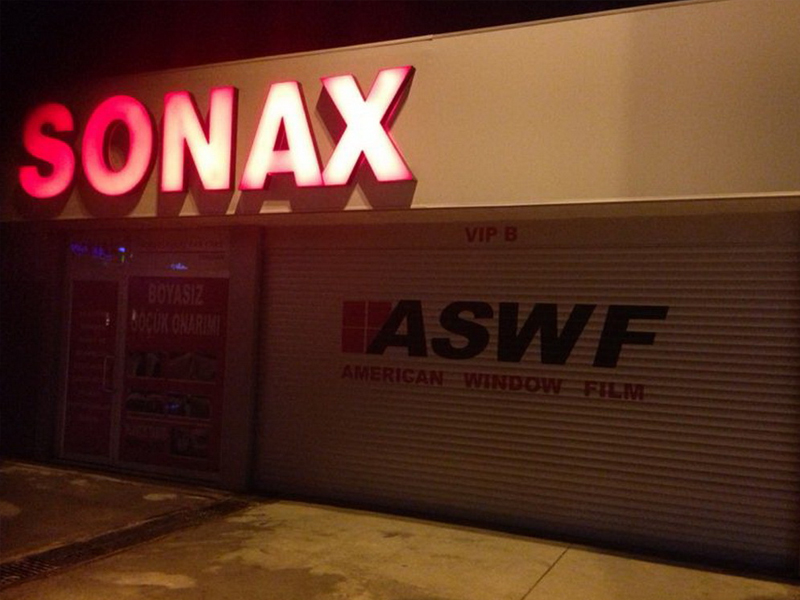 SONAX
VIP B
ASWF
AMERICAN WINDOW FILM
BOYASIZ
GÖÇÜK ONARIMI